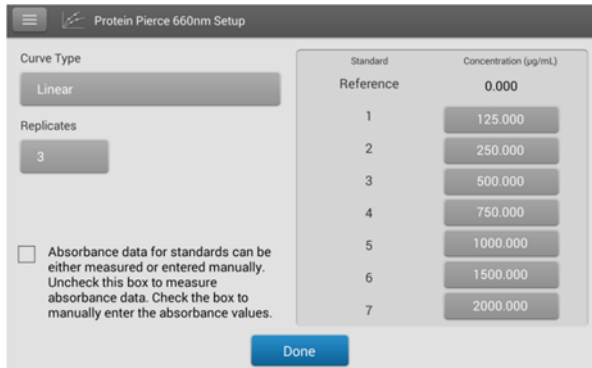 Protein Pierce 660nm Setup
Curve Type
Linear
Replicates
3
Absorbance data for standards can be
either measured or entered manually.
Uncheck this box to measure
absorbance data. Check the box to
manually enter the absorbance values.
Standard Concentration (µg/mL)
Reference 0.000
1 125.000
2 250.000
3 500.000
4 750.000
5 1000.000
6 1500.000
7 2000.000
Done